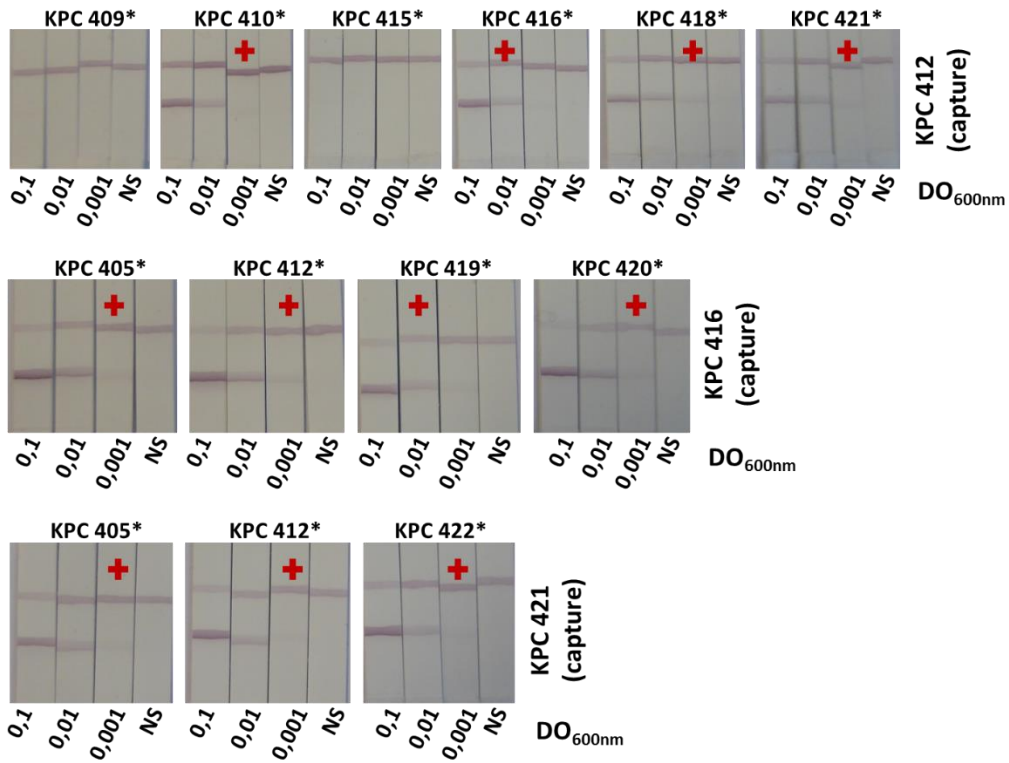 KPC 409* KPC 410* KPC 415* KPC 416* KPC 418* KPC 421*
KPC 412
(capture)
0,1 0,01 0,001 NS 0,1 0,01 0,001 NS 0,1 0,01 0,001 NS 0,1 0,01 0,001 NS 0,1 0,01 0,001 NS 0,1 0,01 0,001 NS
DO600nm
KPC 405* KPC 412* KPC 419* KPC 420*
KPC 416
(capture)
0,1 0,01 0,001 NS 0,1 0,01 0,001 NS 0,1 0,01 0,001 NS 0,1 0,01 0,001 NS
DO600nm
KPC 405* KPC 412* KPC 422*
KPC 421
(capture)
0,1 0,01 0,001 NS 0,1 0,01 0,001 NS 0,1 0,01 0,001 NS
DO600nm